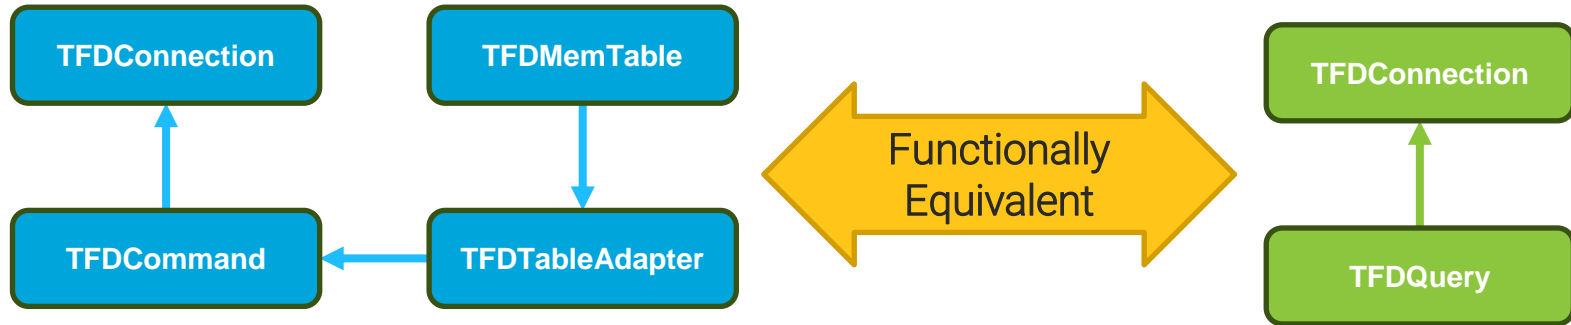 TFDConnection
TFDMemTable
TFDCommand
TFDTableAdapter
Functionally
Equivalent
TFDConnection
TFDQuery